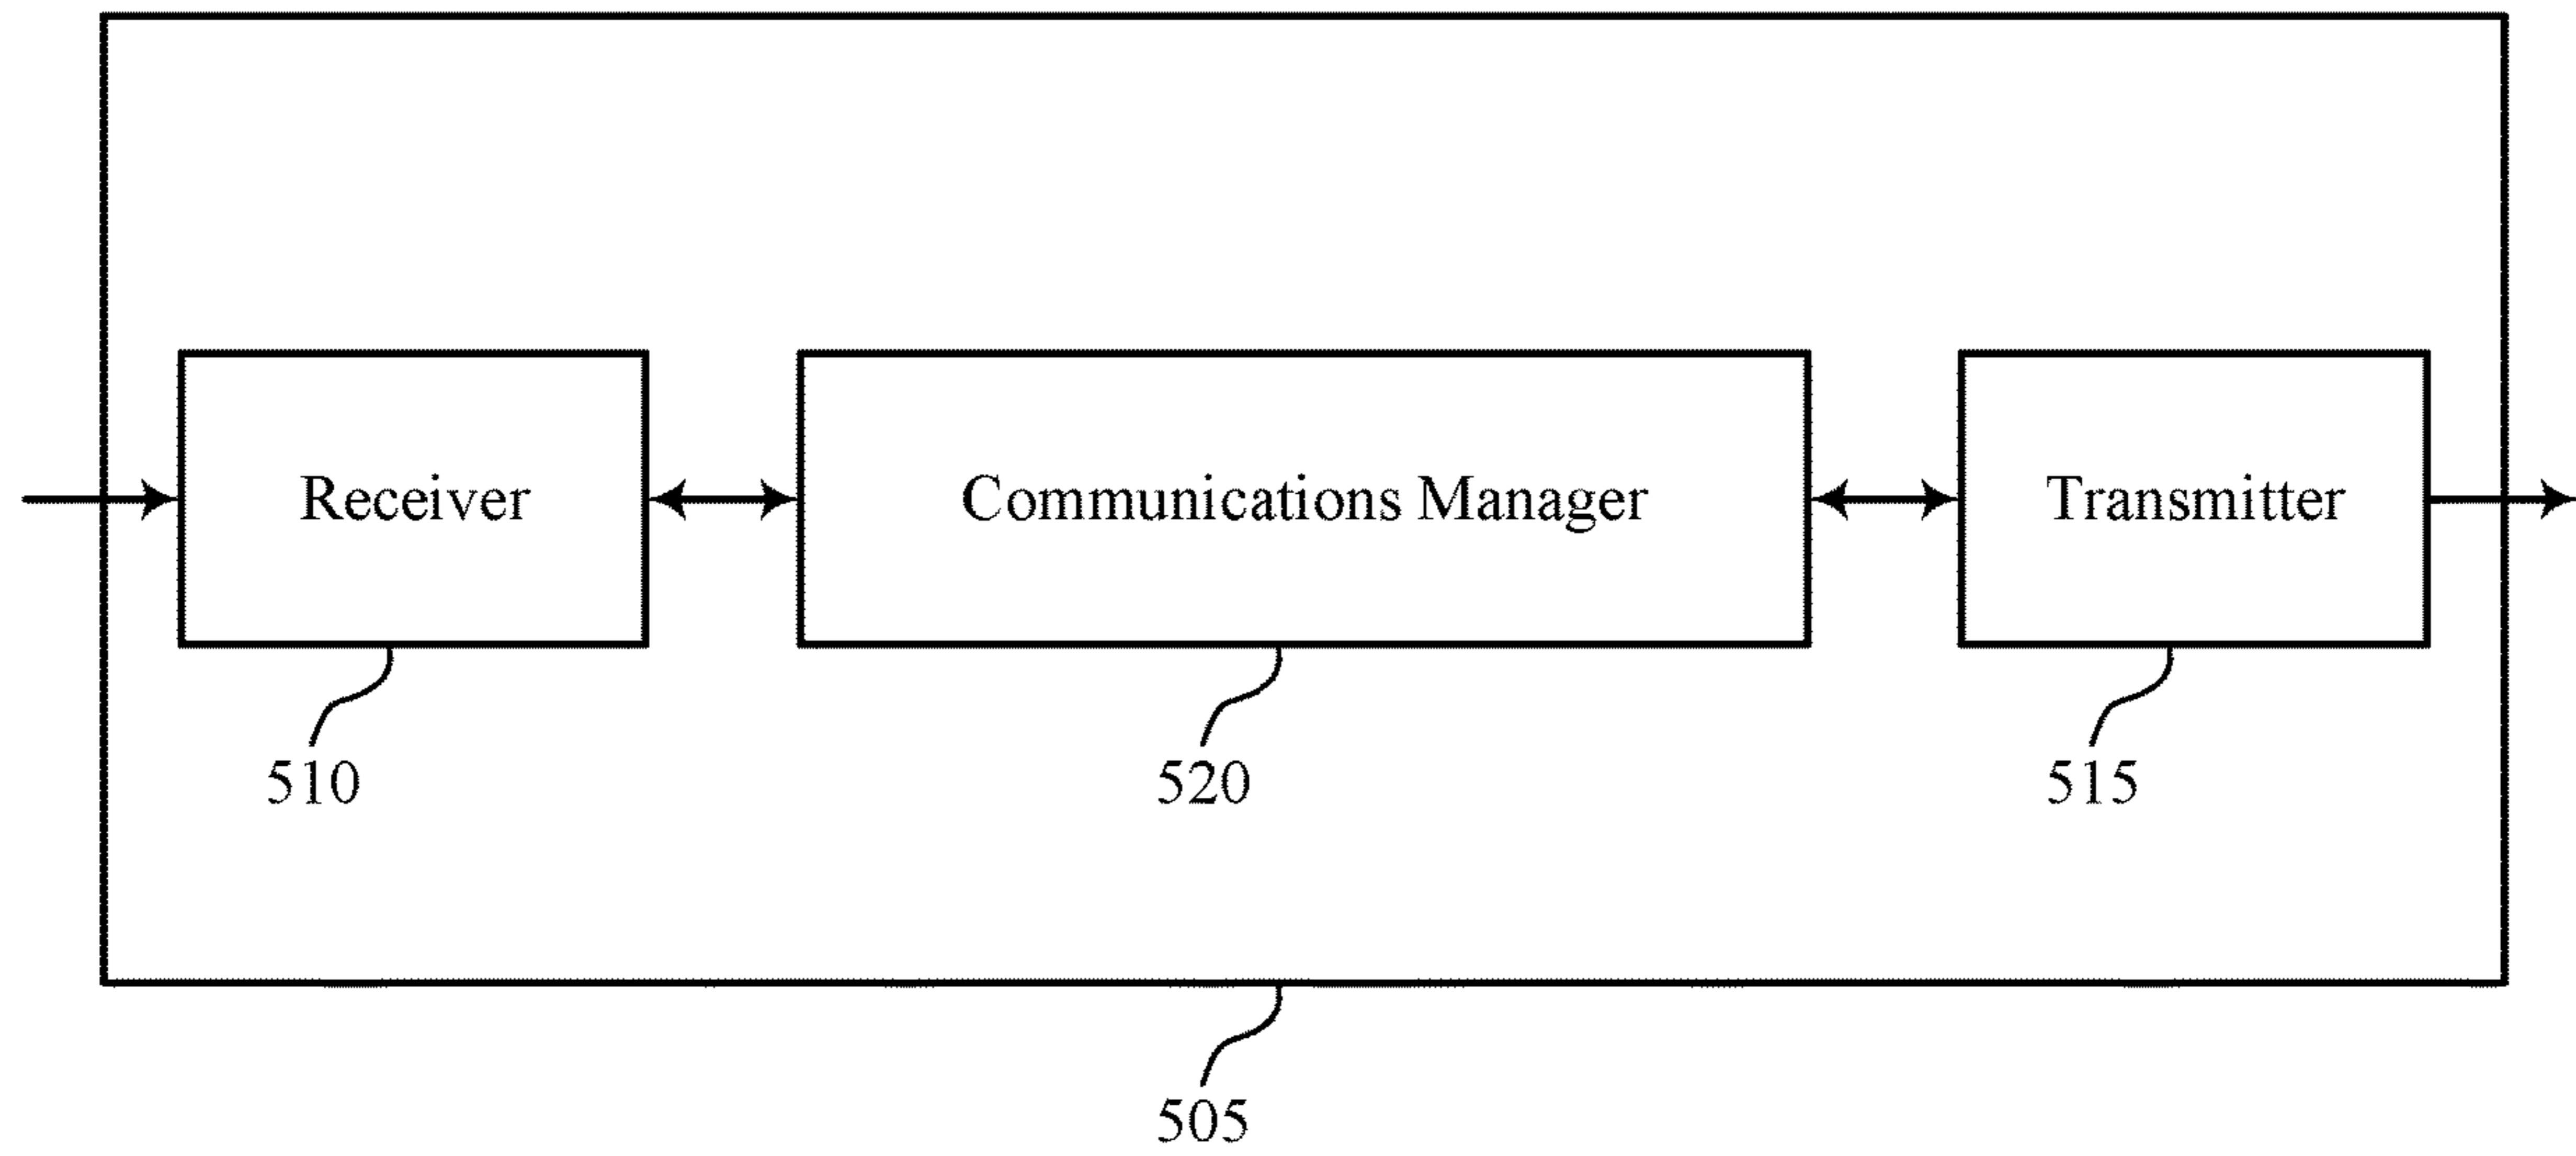 Receiver
Communications Manager
Transmitter
510
520
515
505